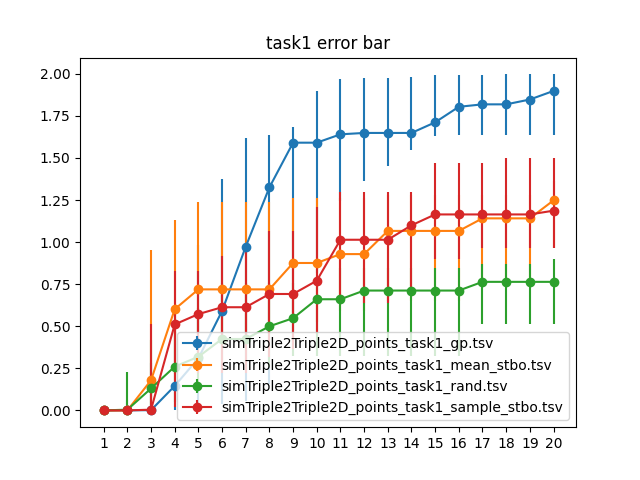 task1 error bar
2.00
1.75
1.50
1.25
1.00
0.75
0.50
0.25
0.00
simTriple2Triple2D_points_task1_gp.tsv
simTriple2Triple2D_points_task1_mean_stbo.tsv
simTriple2Triple2D_points_task1_rand.tsv
simTriple2Triple2D_points_task1_sample_stbo.tsv
1 2 3 4 5 6 7 8 9 10 11 12 13 14 15 16 17 18 19 20